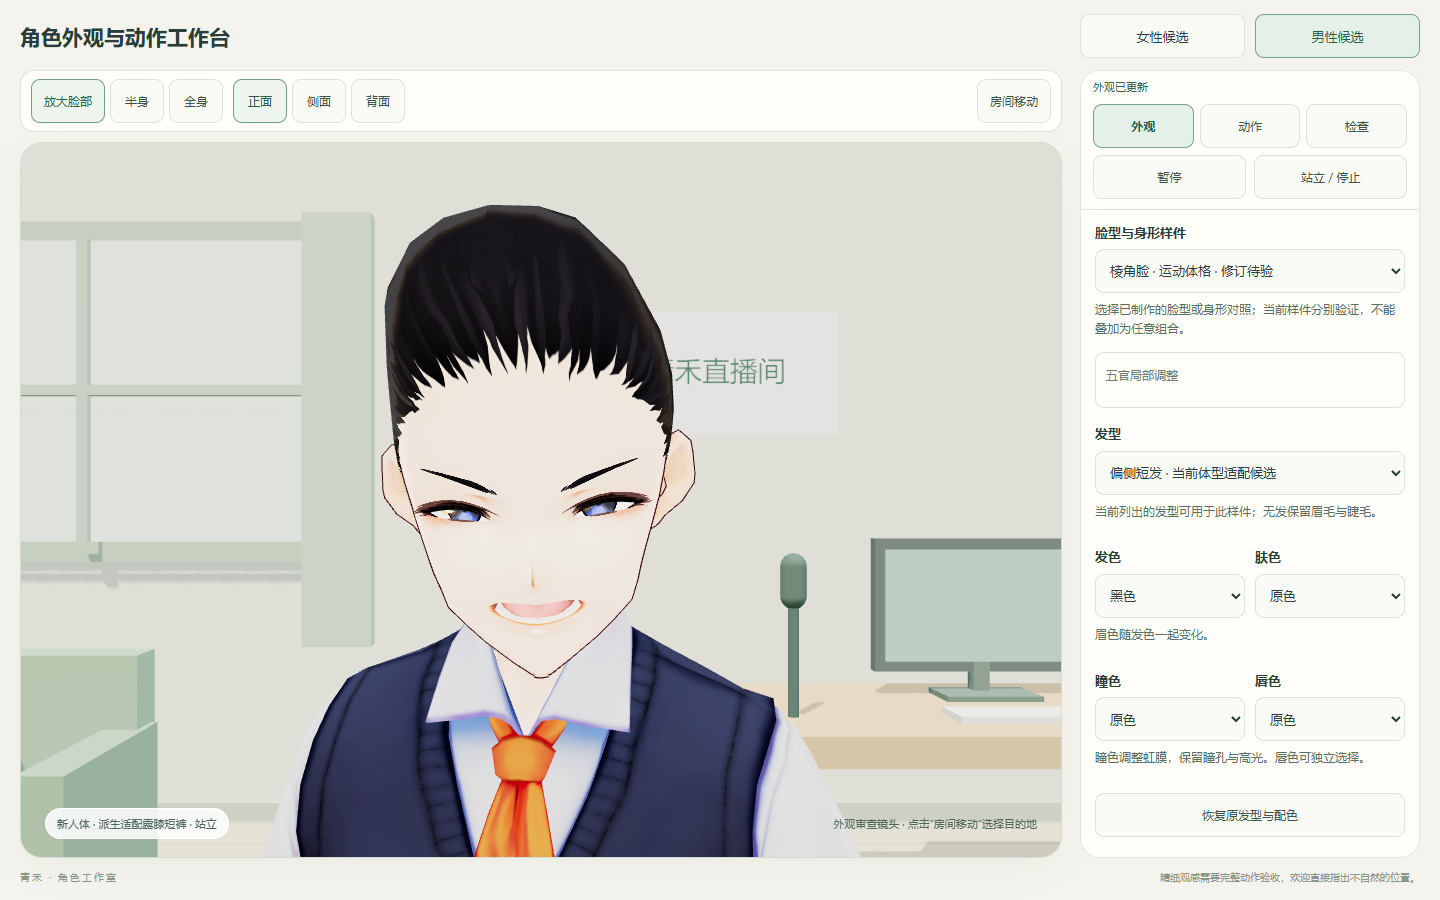 角色外观与动作工作台
女性候选
男性候选
放大脸部
半身
全身
正面
侧面
背面
房间移动
外观已更新
外观
动作
检查
暂停
站立 / 停止
禾直播间
脸型与身形样件
棱角脸 · 运动体格 · 修订待验
选择已制作的脸型或身形对照；当前样件分别验证，不能
叠加为任意组合。
五官局部调整
发型
偏侧短发 · 当前体型适配候选
当前列出的发型可用于此样件；无发保留眉毛与睫毛。
发色
肤色
黑色
原色
眉色随发色一起变化。
瞳色
唇色
原色
原色
瞳色调整虹膜，保留瞳孔与高光。唇色可独立选择。
恢复原发型与配色
新人体 · 派生适配露膝短裤 · 站立
外观审查镜头 · 点击“房间移动”选择目的地
青禾 · 角色工作室
精细观感需要完整动作验收，欢迎直接指出不自然的位置。